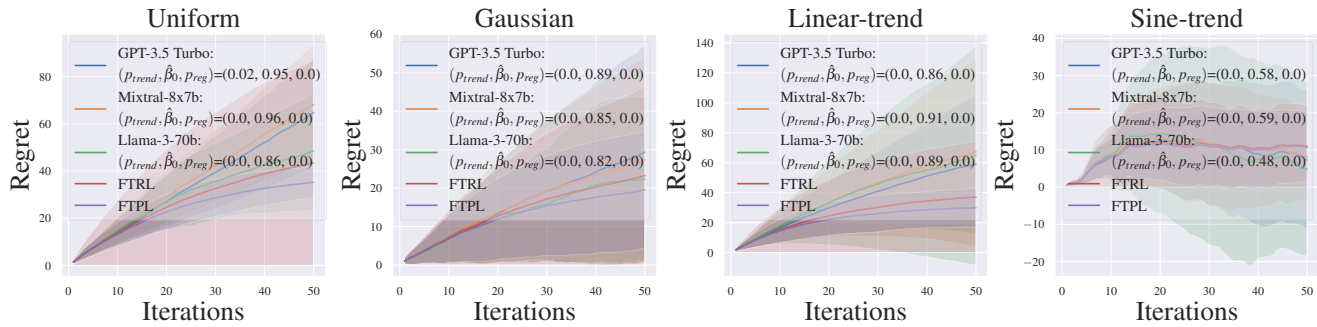 Uniform
Regret
80
60
40
20
0
GPT-3.5 Turbo:
(p_trend, β̂_0, p_reg)=(0.02, 0.95, 0.0)
Mixtral-8x7b:
(p_trend, β̂_0, p_reg)=(0.0, 0.96, 0.0)
Llama-3-70b:
(p_trend, β̂_0, p_reg)=(0.0, 0.86, 0.0)
FTRL
FTPL
0 10 20 30 40 50
Iterations
Gaussian
Regret
60
50
40
30
20
10
0
GPT-3.5 Turbo:
(p_trend, β̂_0, p_reg)=(0.0, 0.89, 0.0)
Mixtral-8x7b:
(p_trend, β̂_0, p_reg)=(0.0, 0.85, 0.0)
Llama-3-70b:
(p_trend, β̂_0, p_reg)=(0.0, 0.82, 0.0)
FTRL
FTPL
0 10 20 30 40 50
Iterations
Linear-trend
Regret
140
120
100
80
60
40
20
0
GPT-3.5 Turbo:
(p_trend, β̂_0, p_reg)=(0.0, 0.86, 0.0)
Mixtral-8x7b:
(p_trend, β̂_0, p_reg)=(0.0, 0.91, 0.0)
Llama-3-70b:
(p_trend, β̂_0, p_reg)=(0.0, 0.89, 0.0)
FTRL
FTPL
0 10 20 30 40 50
Iterations
Sine-trend
Regret
40
30
20
10
0
−10
−20
GPT-3.5 Turbo:
(p_trend, β̂_0, p_reg)=(0.0, 0.58, 0.0)
Mixtral-8x7b:
(p_trend, β̂_0, p_reg)=(0.0, 0.59, 0.0)
Llama-3-70b:
(p_trend, β̂_0, p_reg)=(0.0, 0.48, 0.0)
FTRL
FTPL
0 10 20 30 40 50
Iterations